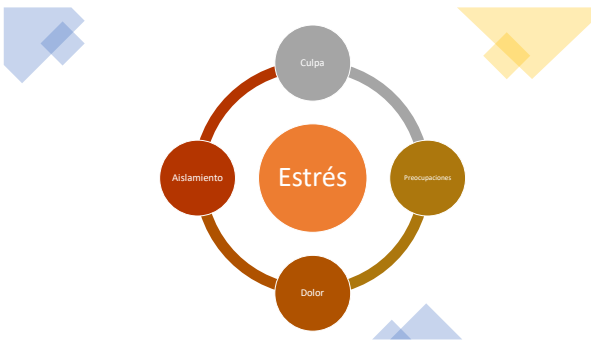 Culpa
Aislamiento
Estrés
Preocupaciones
Dolor